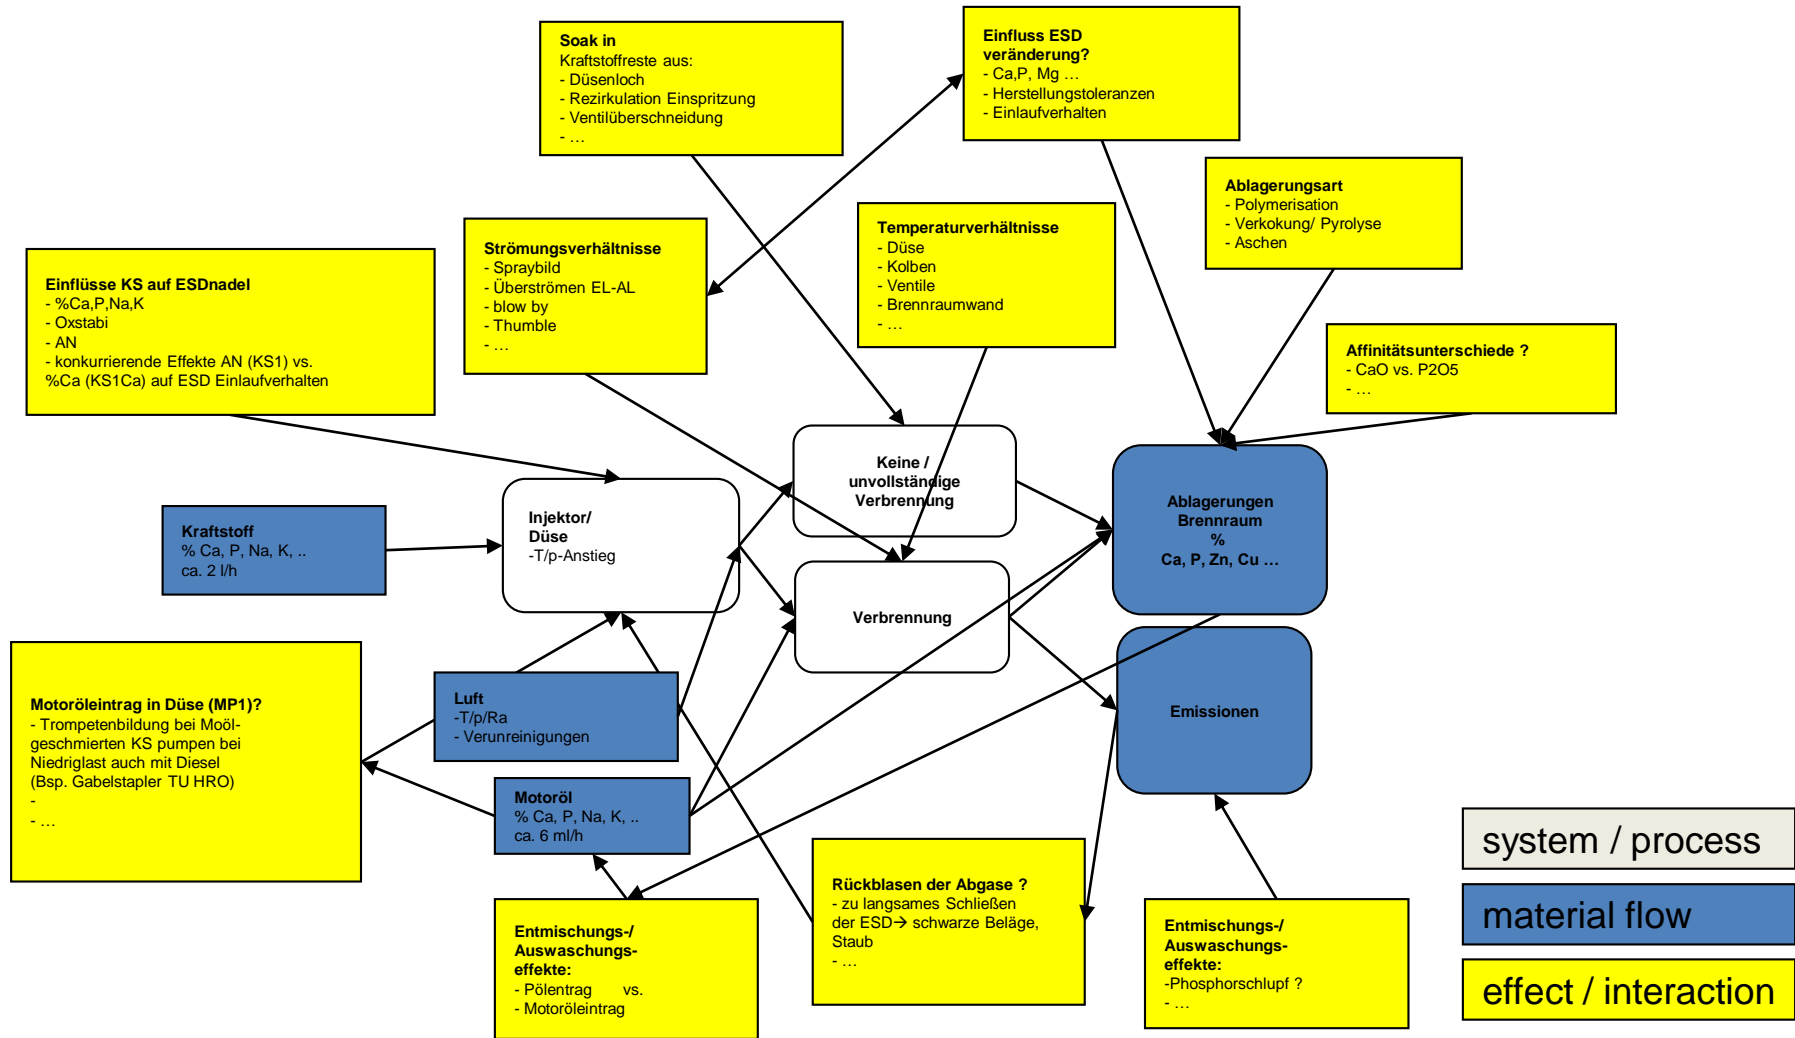 Soak in
Kraftstoffreste aus:
- Düsenloch
- Rezirkulation Einspritzung
- Ventilüberschneidung
- …
Einfluss ESD
veränderung?
- Ca,P, Mg …
- Herstellungstoleranzen
- Einlaufverhalten
Ablagerungsart
- Polymerisation
- Verkokung/ Pyrolyse
- Aschen
Strömungsverhältnisse
- Spraybild
- Überströmen EL-AL
- blow by
- Thumble
- …
Temperaturverhältnisse
- Düse
- Kolben
- Ventile
- Brennraumwand
- …
Einflüsse KS auf ESDnadel
- %Ca,P,Na,K
- Oxstabi
- AN
- konkurrierende Effekte AN (KS1) vs.
%Ca (KS1Ca) auf ESD Einlaufverhalten
Affinitätsunterschiede ?
- CaO vs. P2O5
- …
Keine /
unvollständige
Verbrennung
Ablagerungen
Brennraum
%
Ca, P, Zn, Cu …
Injektor/
Düse
-T/p-Anstieg
Kraftstoff
% Ca, P, Na, K, ..
ca. 2 l/h
Verbrennung
Motoröleintrag in Düse (MP1)?
- Trompetenbildung bei Moöl-
geschmierten KS pumpen bei
Niedriglast auch mit Diesel
(Bsp. Gabelstapler TU HRO)
-
- …
Luft
-T/p/Ra
- Verunreinigungen
Emissionen
Motoröl
% Ca, P, Na, K, ..
ca. 6 ml/h
Entmischungs-/
Auswaschungs-
effekte:
- Pölentrag vs.
- Motoröleintrag
Rückblasen der Abgase ?
- zu langsames Schließen
der ESD→ schwarze Beläge,
Staub
- …
Entmischungs-/
Auswaschungs-
effekte:
-Phosphorschlupf ?
- …
system / process
material flow
effect / interaction